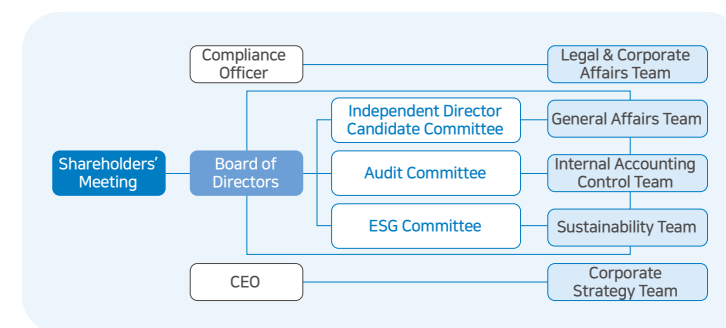 Compliance
Officer
Legal & Corporate
Affairs Team
Independent Director
Candidate Committee
General Affairs Team
Shareholders'
Meeting
Board of
Directors
Audit Committee
Internal Accounting
Control Team
ESG Committee
Sustainability Team
CEO
Corporate
Strategy Team